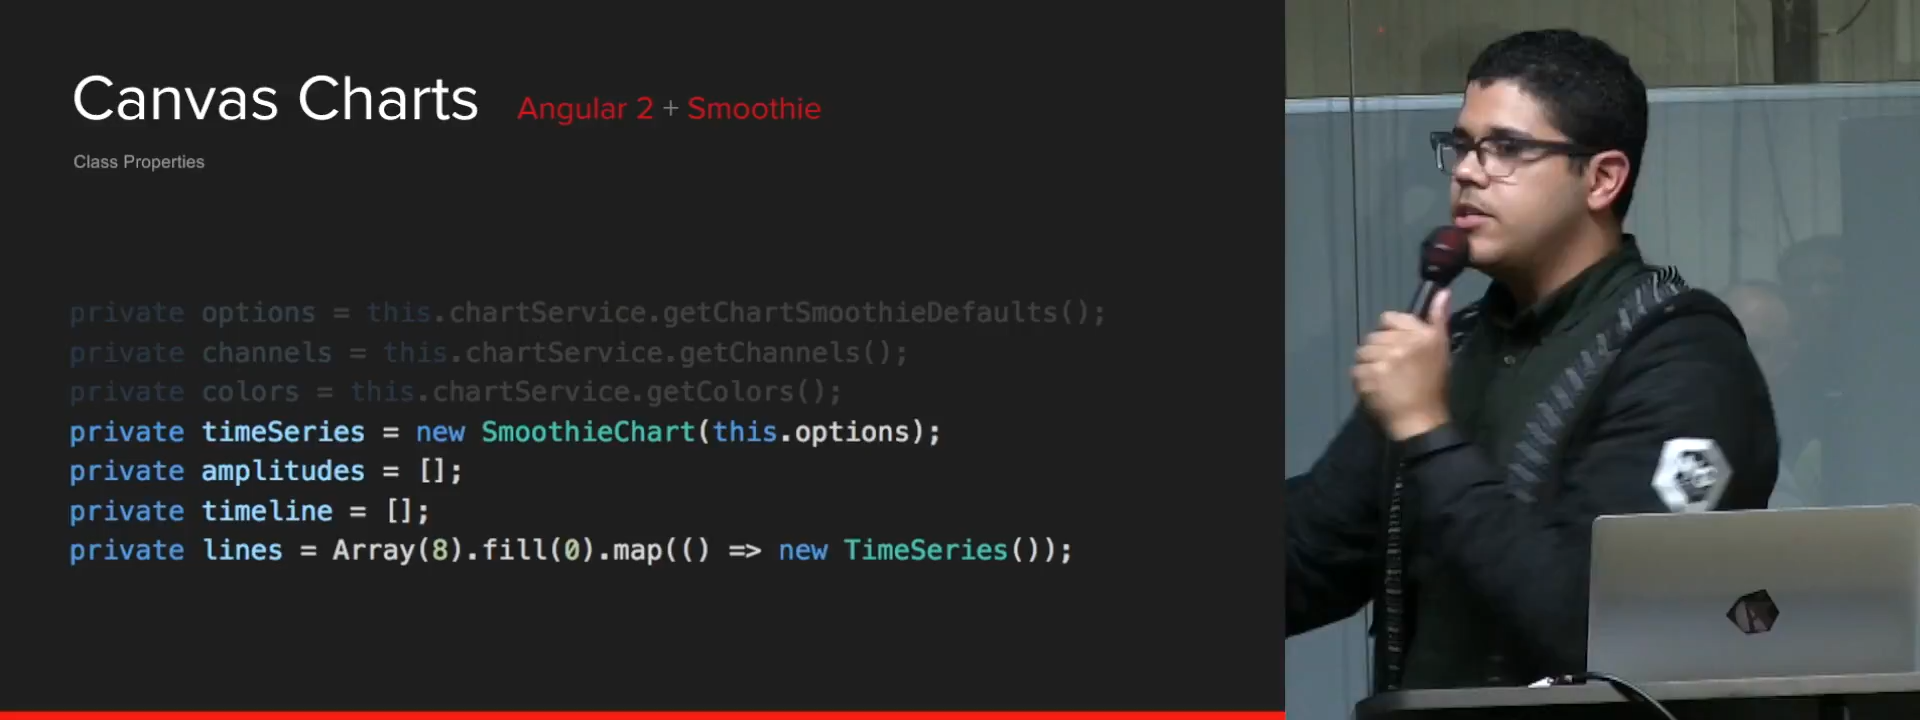 Canvas Charts Angular 2 + Smoothie
Class Properties
private options = this.chartService.getChartSmoothieDefaults();
private channels = this.chartService.getChannels();
private colors = this.chartService.getColors();
private timeSeries = new SmoothieChart(this.options);
private amplitudes = [];
private timeline = [];
private lines = Array(8).fill(0).map(() => new TimeSeries());